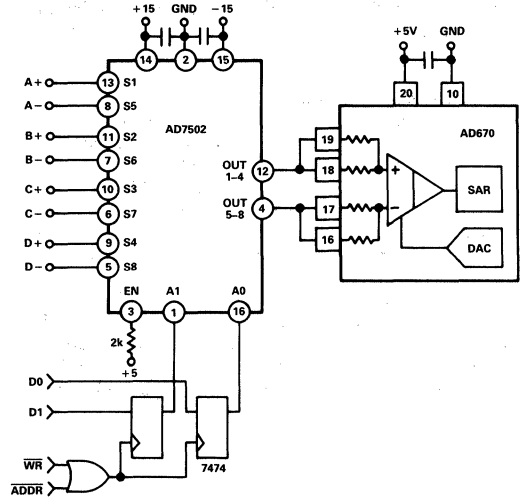 +15 GND -15
+5V GND
14 2 15
20 10
A+ 13 S1
A- 8 S5
B+ 11 S2
B- 7 S6
C+ 10 S3
C- 6 S7
D+ 9 S4
D- 5 S8
AD7502
OUT
1-4
12
OUT
5-8
4
AD670
19
18
17
16
+
-
SAR
DAC
EN A1 A0
3 1 16
2k
+5
D0
D1
7474
WR
ADDR